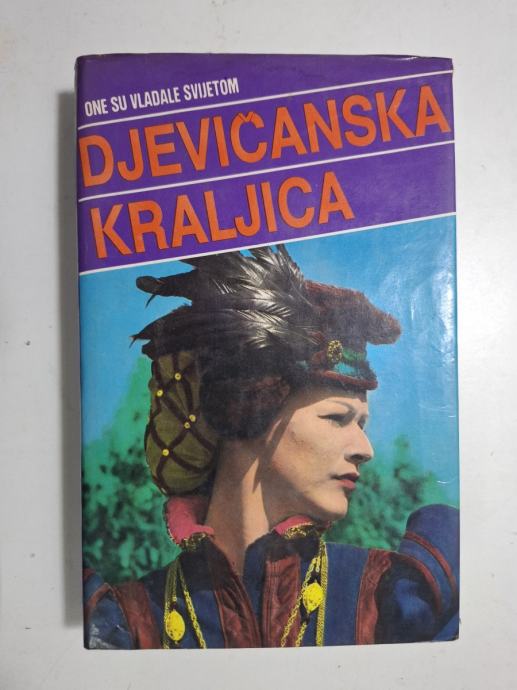 ONE SU VLADALE SVIJETOM
DJEVIČANSKA
KRALJICA